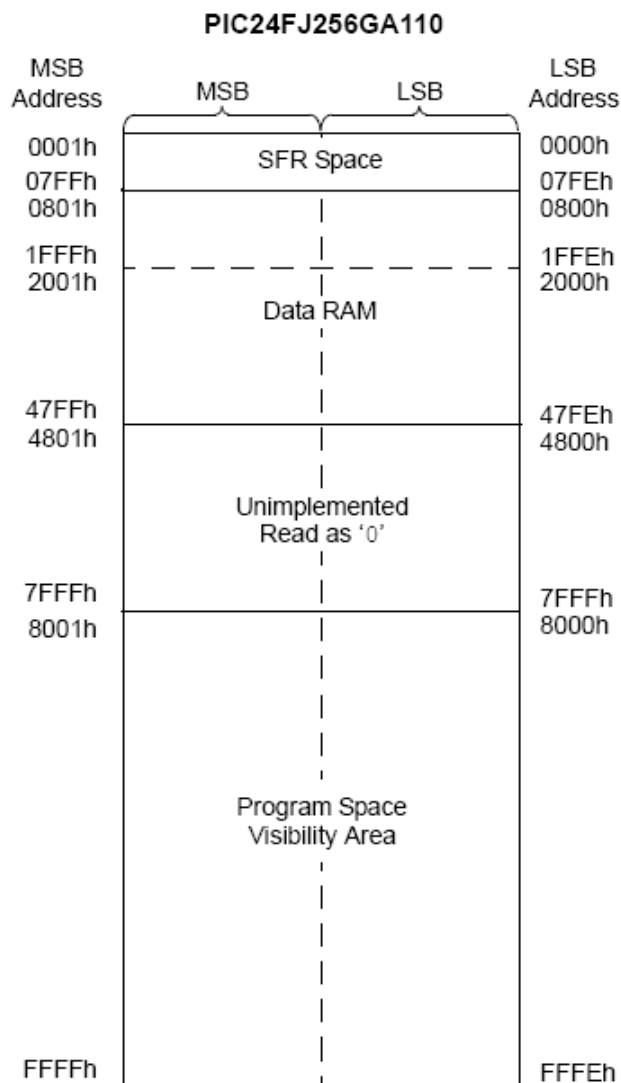 PIC24FJ256GA110
MSB
Address
MSB
LSB
LSB
Address
0001h
SFR Space
0000h
07FFh
07FEh
0801h
0800h
1FFFh
1FFEh
2001h
2000h
Data RAM
47FFh
47FEh
4801h
4800h
Unimplemented
Read as ‘0’
7FFFh
7FFFh
8001h
8000h
Program Space
Visibility Area
FFFFh
FFFEh